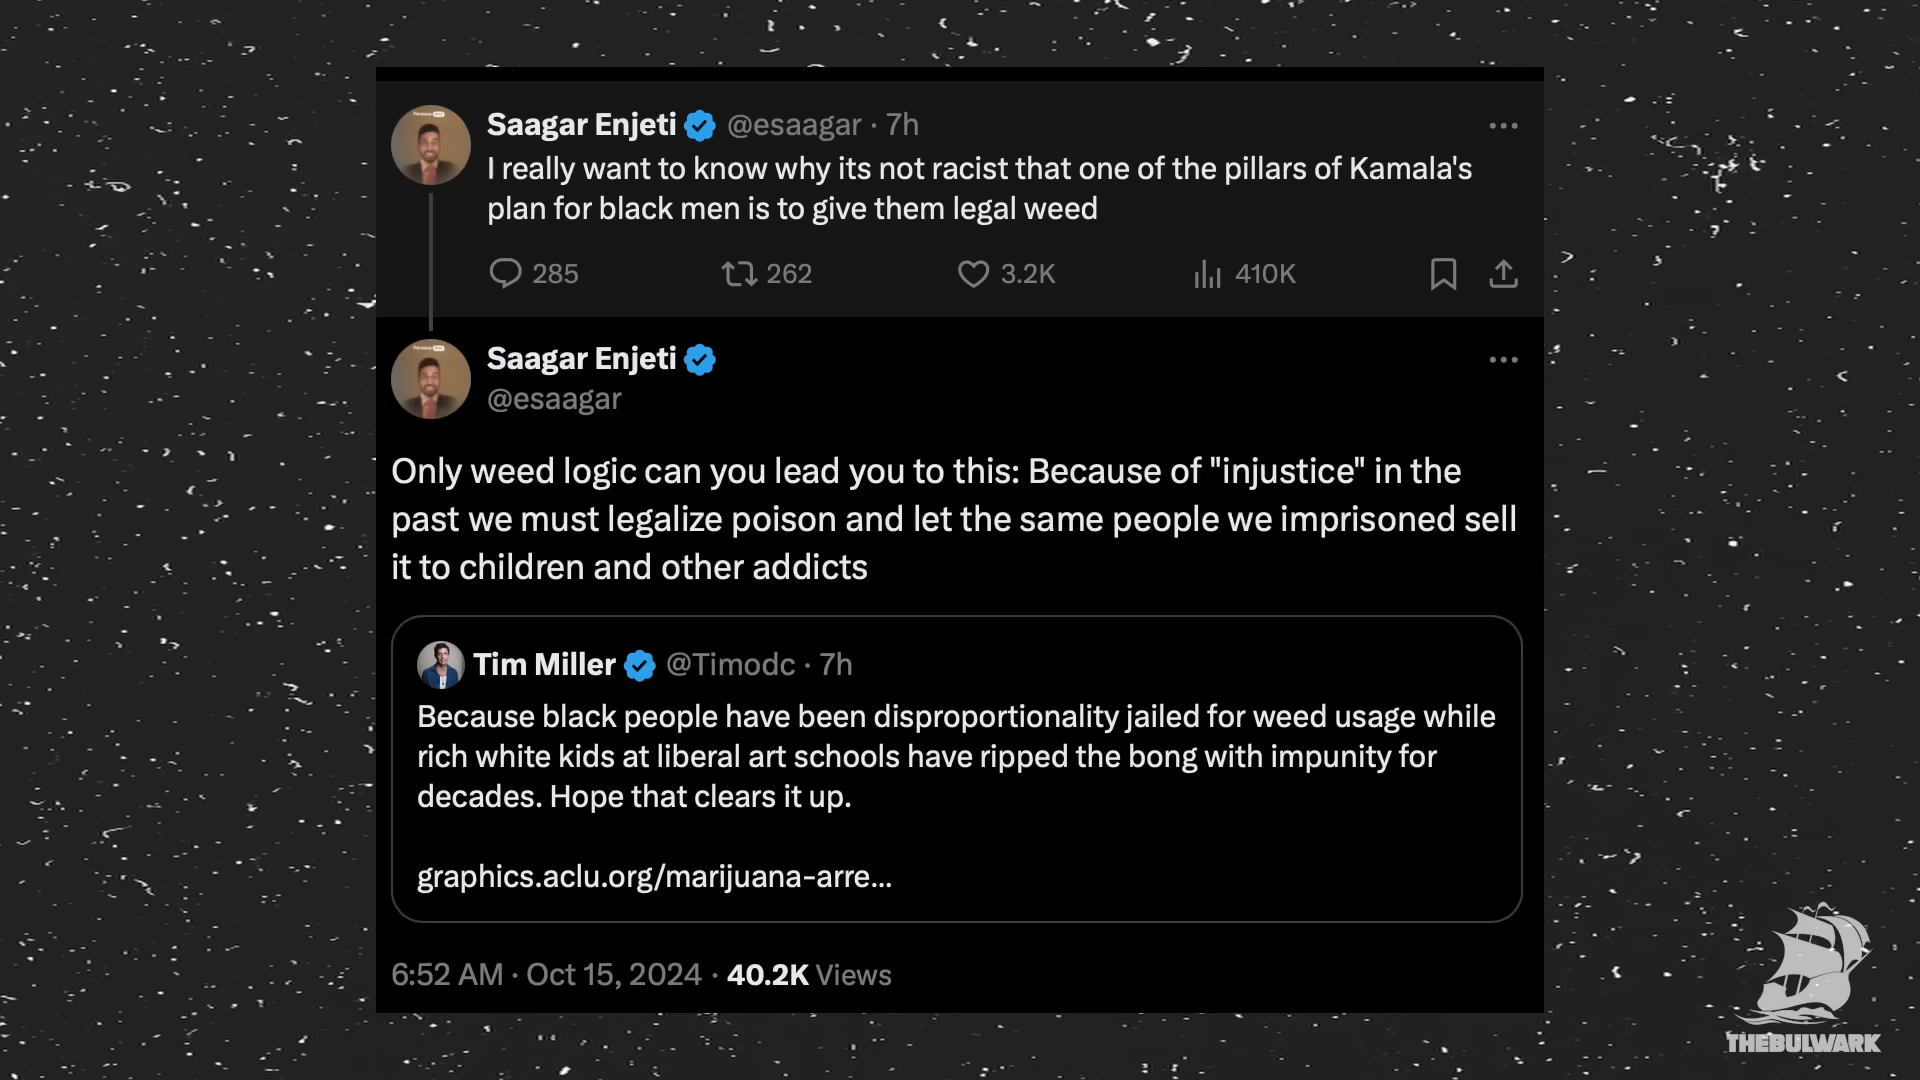 Saagar Enjeti @esaagar · 7h
I really want to know why its not racist that one of the pillars of Kamala's
plan for black men is to give them legal weed
285 262 3.2K 410K
Saagar Enjeti
@esaagar
Only weed logic can you lead you to this: Because of "injustice" in the
past we must legalize poison and let the same people we imprisoned sell
it to children and other addicts
Tim Miller @Timodc · 7h
Because black people have been disproportionality jailed for weed usage while
rich white kids at liberal art schools have ripped the bong with impunity for
decades. Hope that clears it up.
graphics.aclu.org/marijuana-arre...
6:52 AM · Oct 15, 2024 · 40.2K Views
THEBULWARK